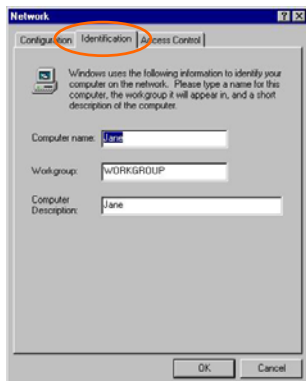 Network
Configuration Identification Access Control
Windows uses the following information to identify your
computer on the network. Please type a name for this
computer, the workgroup it will appear in, and a short
description of the computer.
Computer name: Jane
Workgroup: WORKGROUP
Computer
Description: Jane
OK Cancel